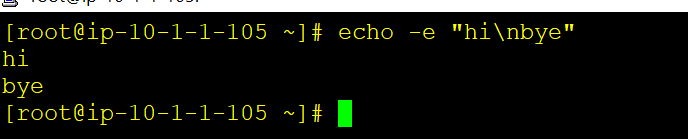 [root@ip-10-1-1-105 ~]# echo -e "hi\nbye"
hi
bye
[root@ip-10-1-1-105 ~]#